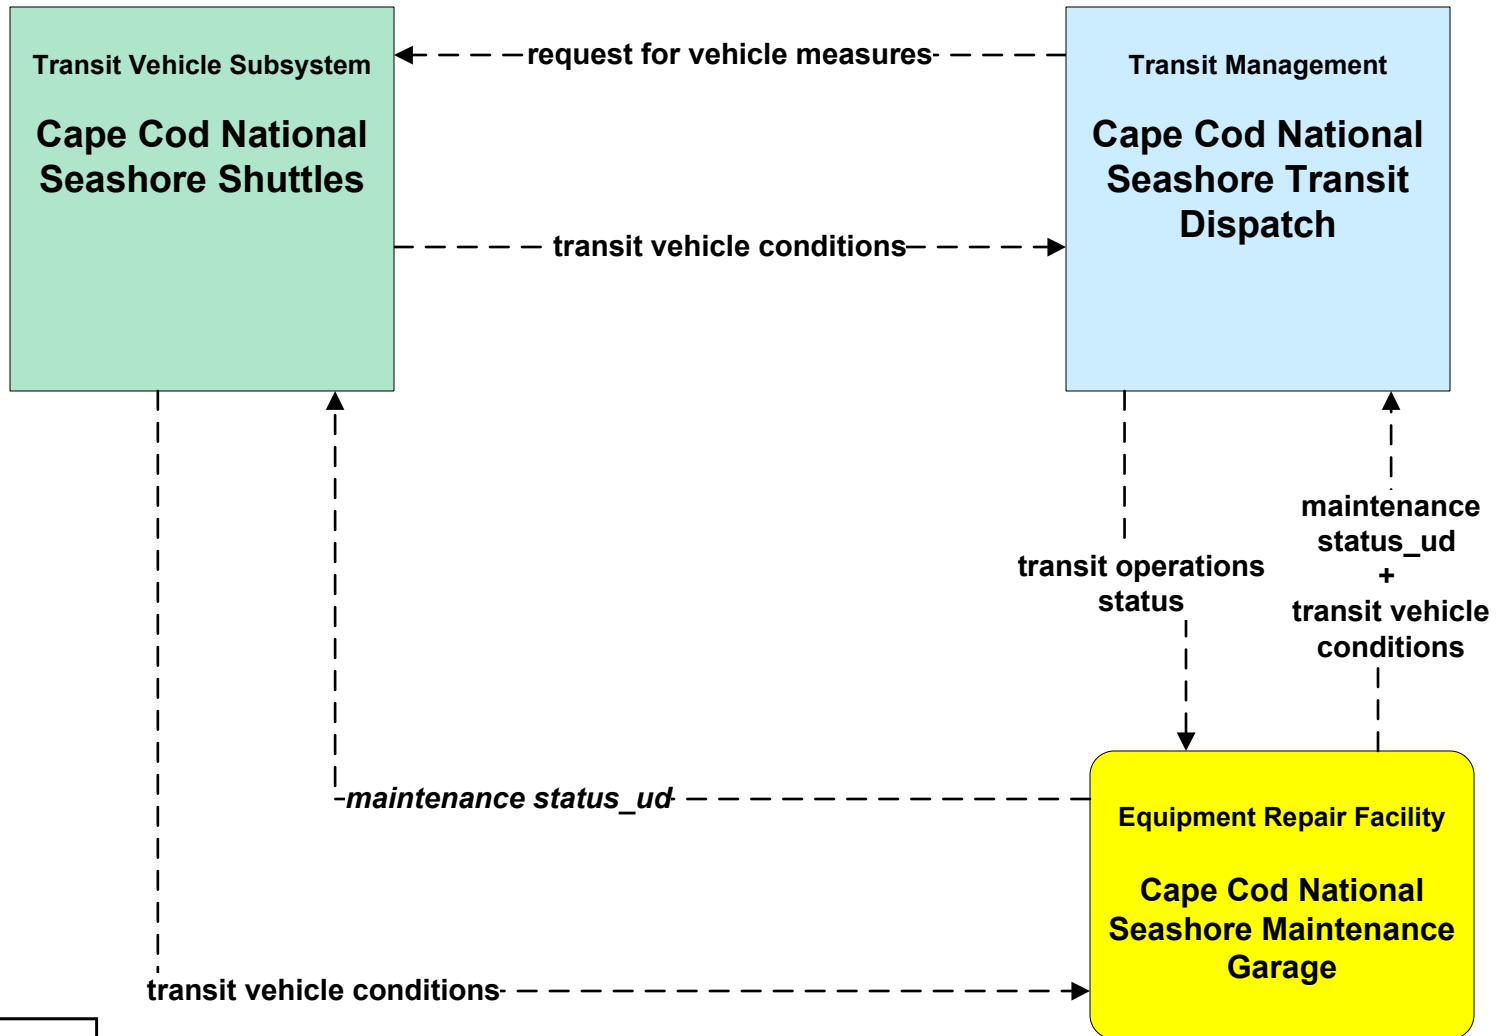 Transit Vehicle Subsystem
Cape Cod National
Seashore Shuttles
request for vehicle measures
transit vehicle conditions
Transit Management
Cape Cod National
Seashore Transit
Dispatch
transit operations
status
maintenance
status_ud
+
transit vehicle
conditions
maintenance status_ud
Equipment Repair Facility
Cape Cod National
Seashore Maintenance
Garage
transit vehicle conditions